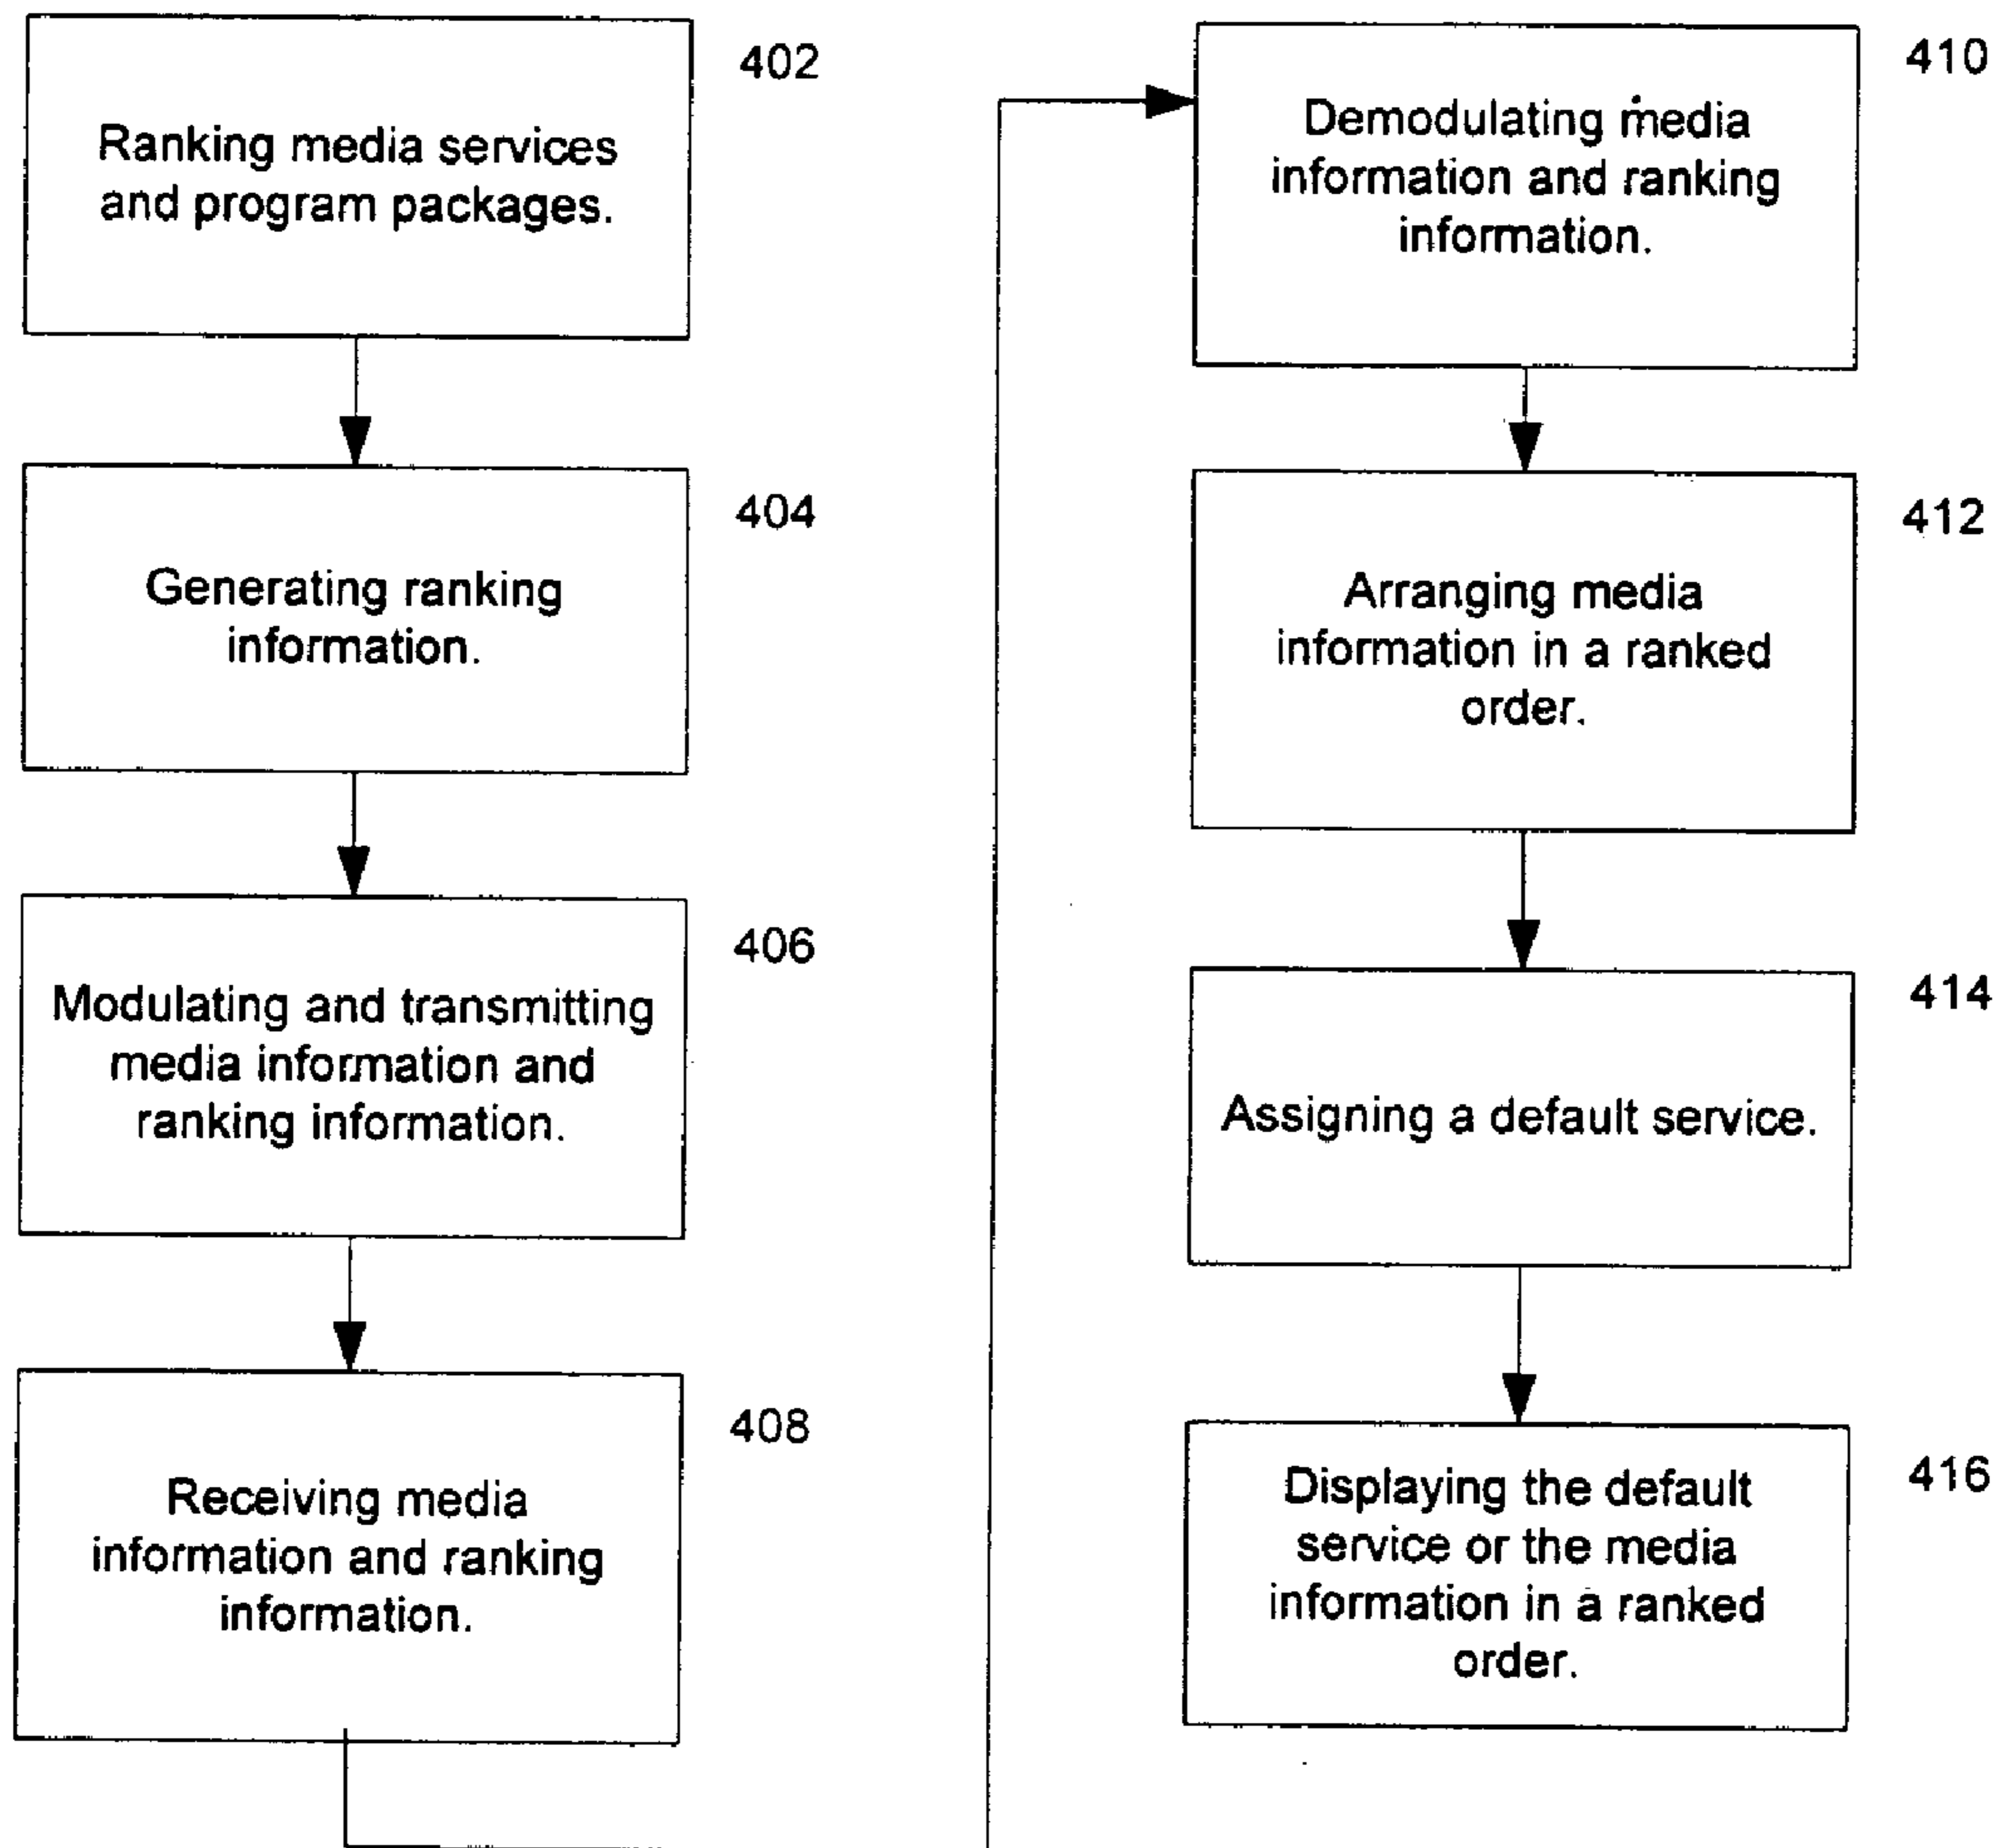 402
Ranking media services
and program packages.
404
Generating ranking
information.
406
Modulating and transmitting
media information and
ranking information.
408
Receiving media
information and ranking
information.
410
Demodulating media
information and ranking
information.
412
Arranging media
information in a ranked
order.
414
Assigning a default service.
416
Displaying the default
service or the media
information in a ranked
order.